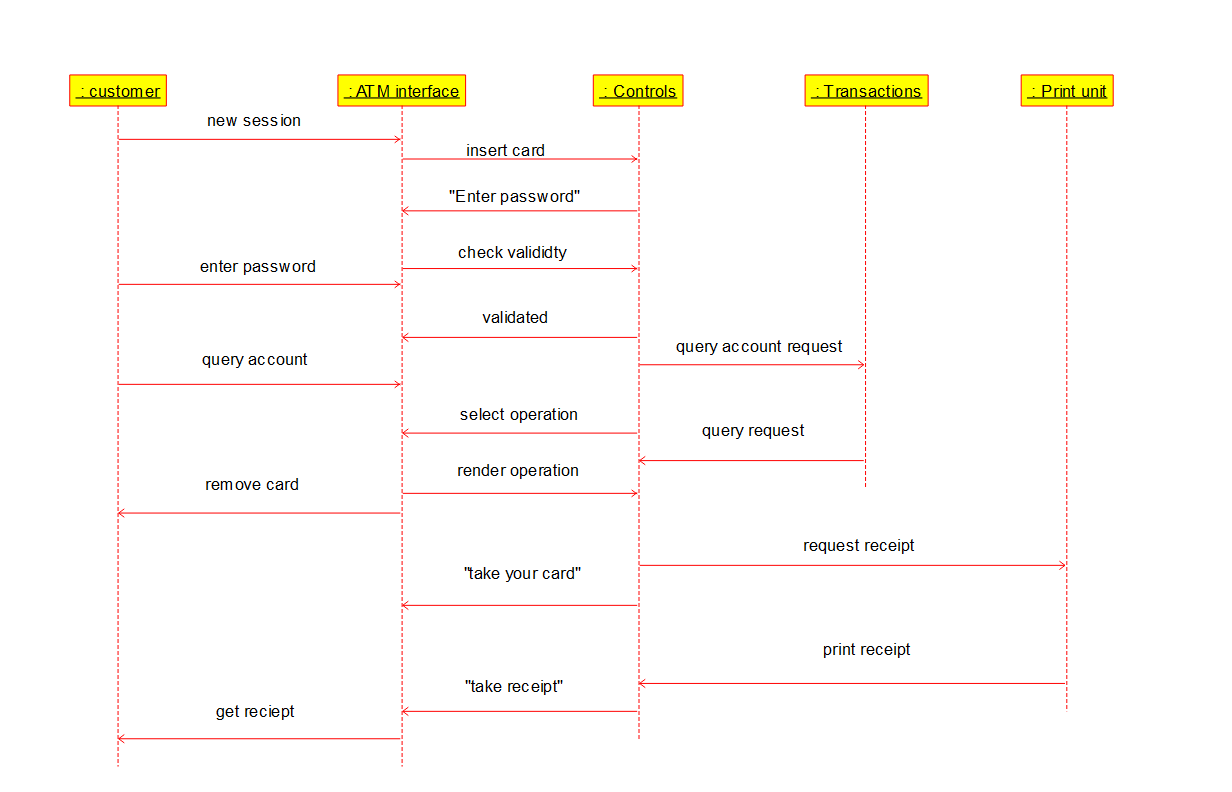 : customer
: ATM interface
: Controls
: Transactions
: Print unit
new session
insert card
"Enter password"
check valididty
enter password
validated
query account request
query account
select operation
query request
render operation
remove card
request receipt
"take your card"
print receipt
"take receipt"
get reciept